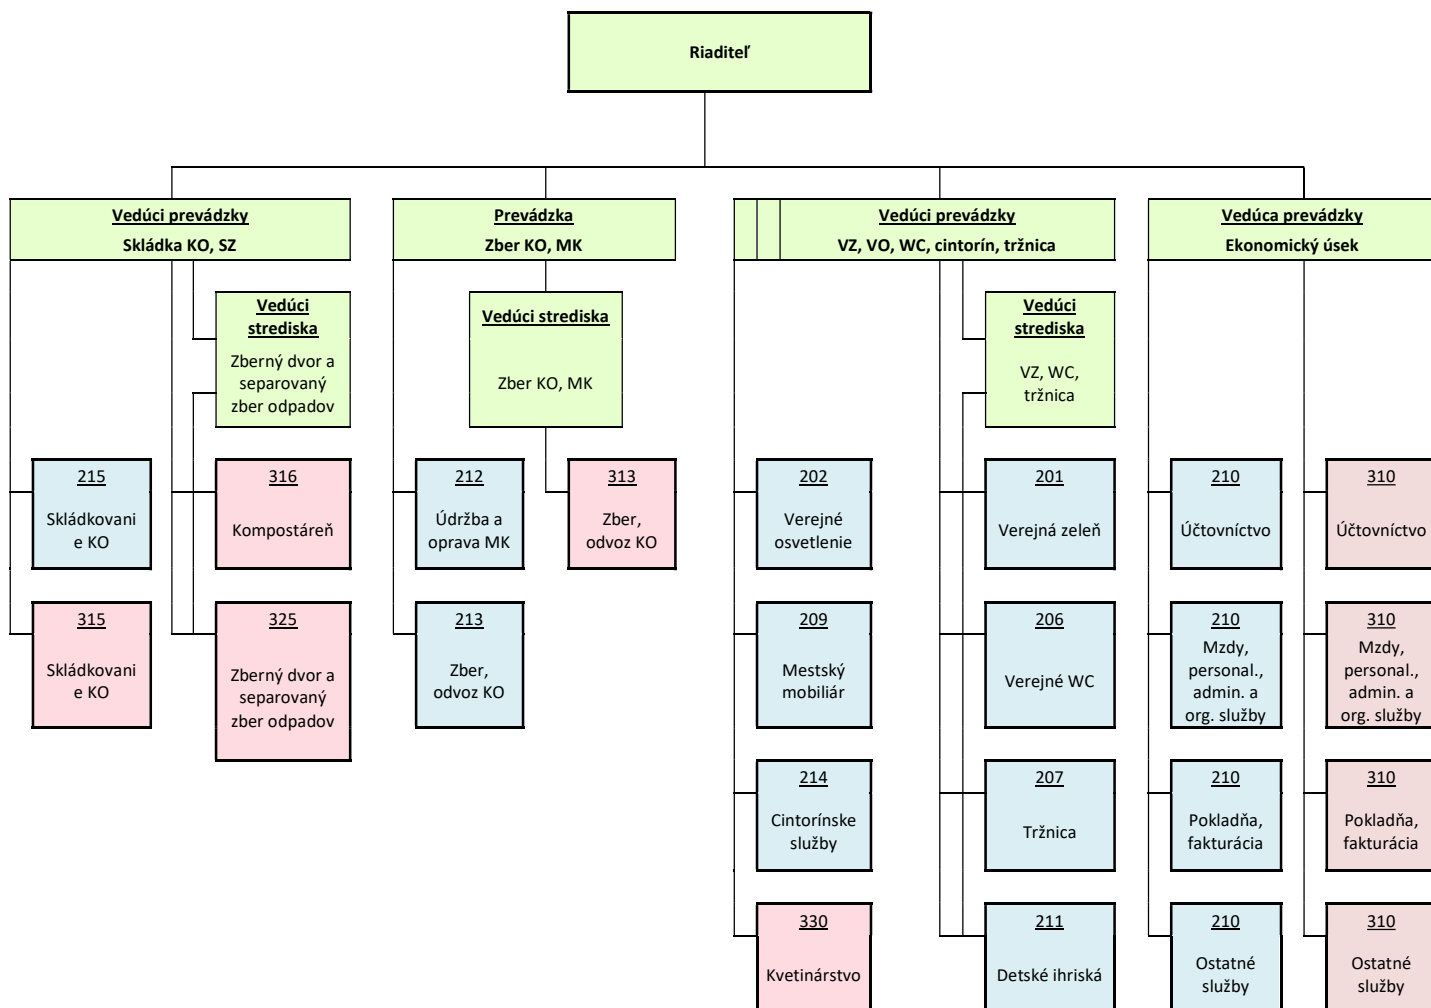 Riaditeľ
Vedúci prevádzky
Skládka KO, SZ
Prevádzka
Zber KO, MK
Vedúci prevádzky
VZ, VO, WC, cintorín, tržnica
Vedúca prevádzky
Ekonomický úsek
Vedúci
strediska
Zberný dvor a
separovaný
zber odpadov
Vedúci strediska
Zber KO, MK
Vedúci
strediska
VZ, WC,
tržnica
215
Skládkovani
e KO
316
Kompostáreň
212
Údržba a
oprava MK
313
Zber,
odvoz KO
202
Verejné
osvetlenie
201
Verejná zeleň
210
Účtovníctvo
310
Účtovníctvo
315
Skládkovani
e KO
325
Zberný dvor a
separovaný
zber odpadov
213
Zber,
odvoz KO
209
Mestský
mobiliár
206
Verejné WC
210
Mzdy,
personal.,
admin. a
org. služby
310
Mzdy,
personal.,
admin. a
org. služby
214
Cintorínske
služby
207
Tržnica
210
Pokladňa,
fakturácia
310
Pokladňa,
fakturácia
330
Kvetinárstvo
211
Detské ihriská
210
Ostatné
služby
310
Ostatné
služby